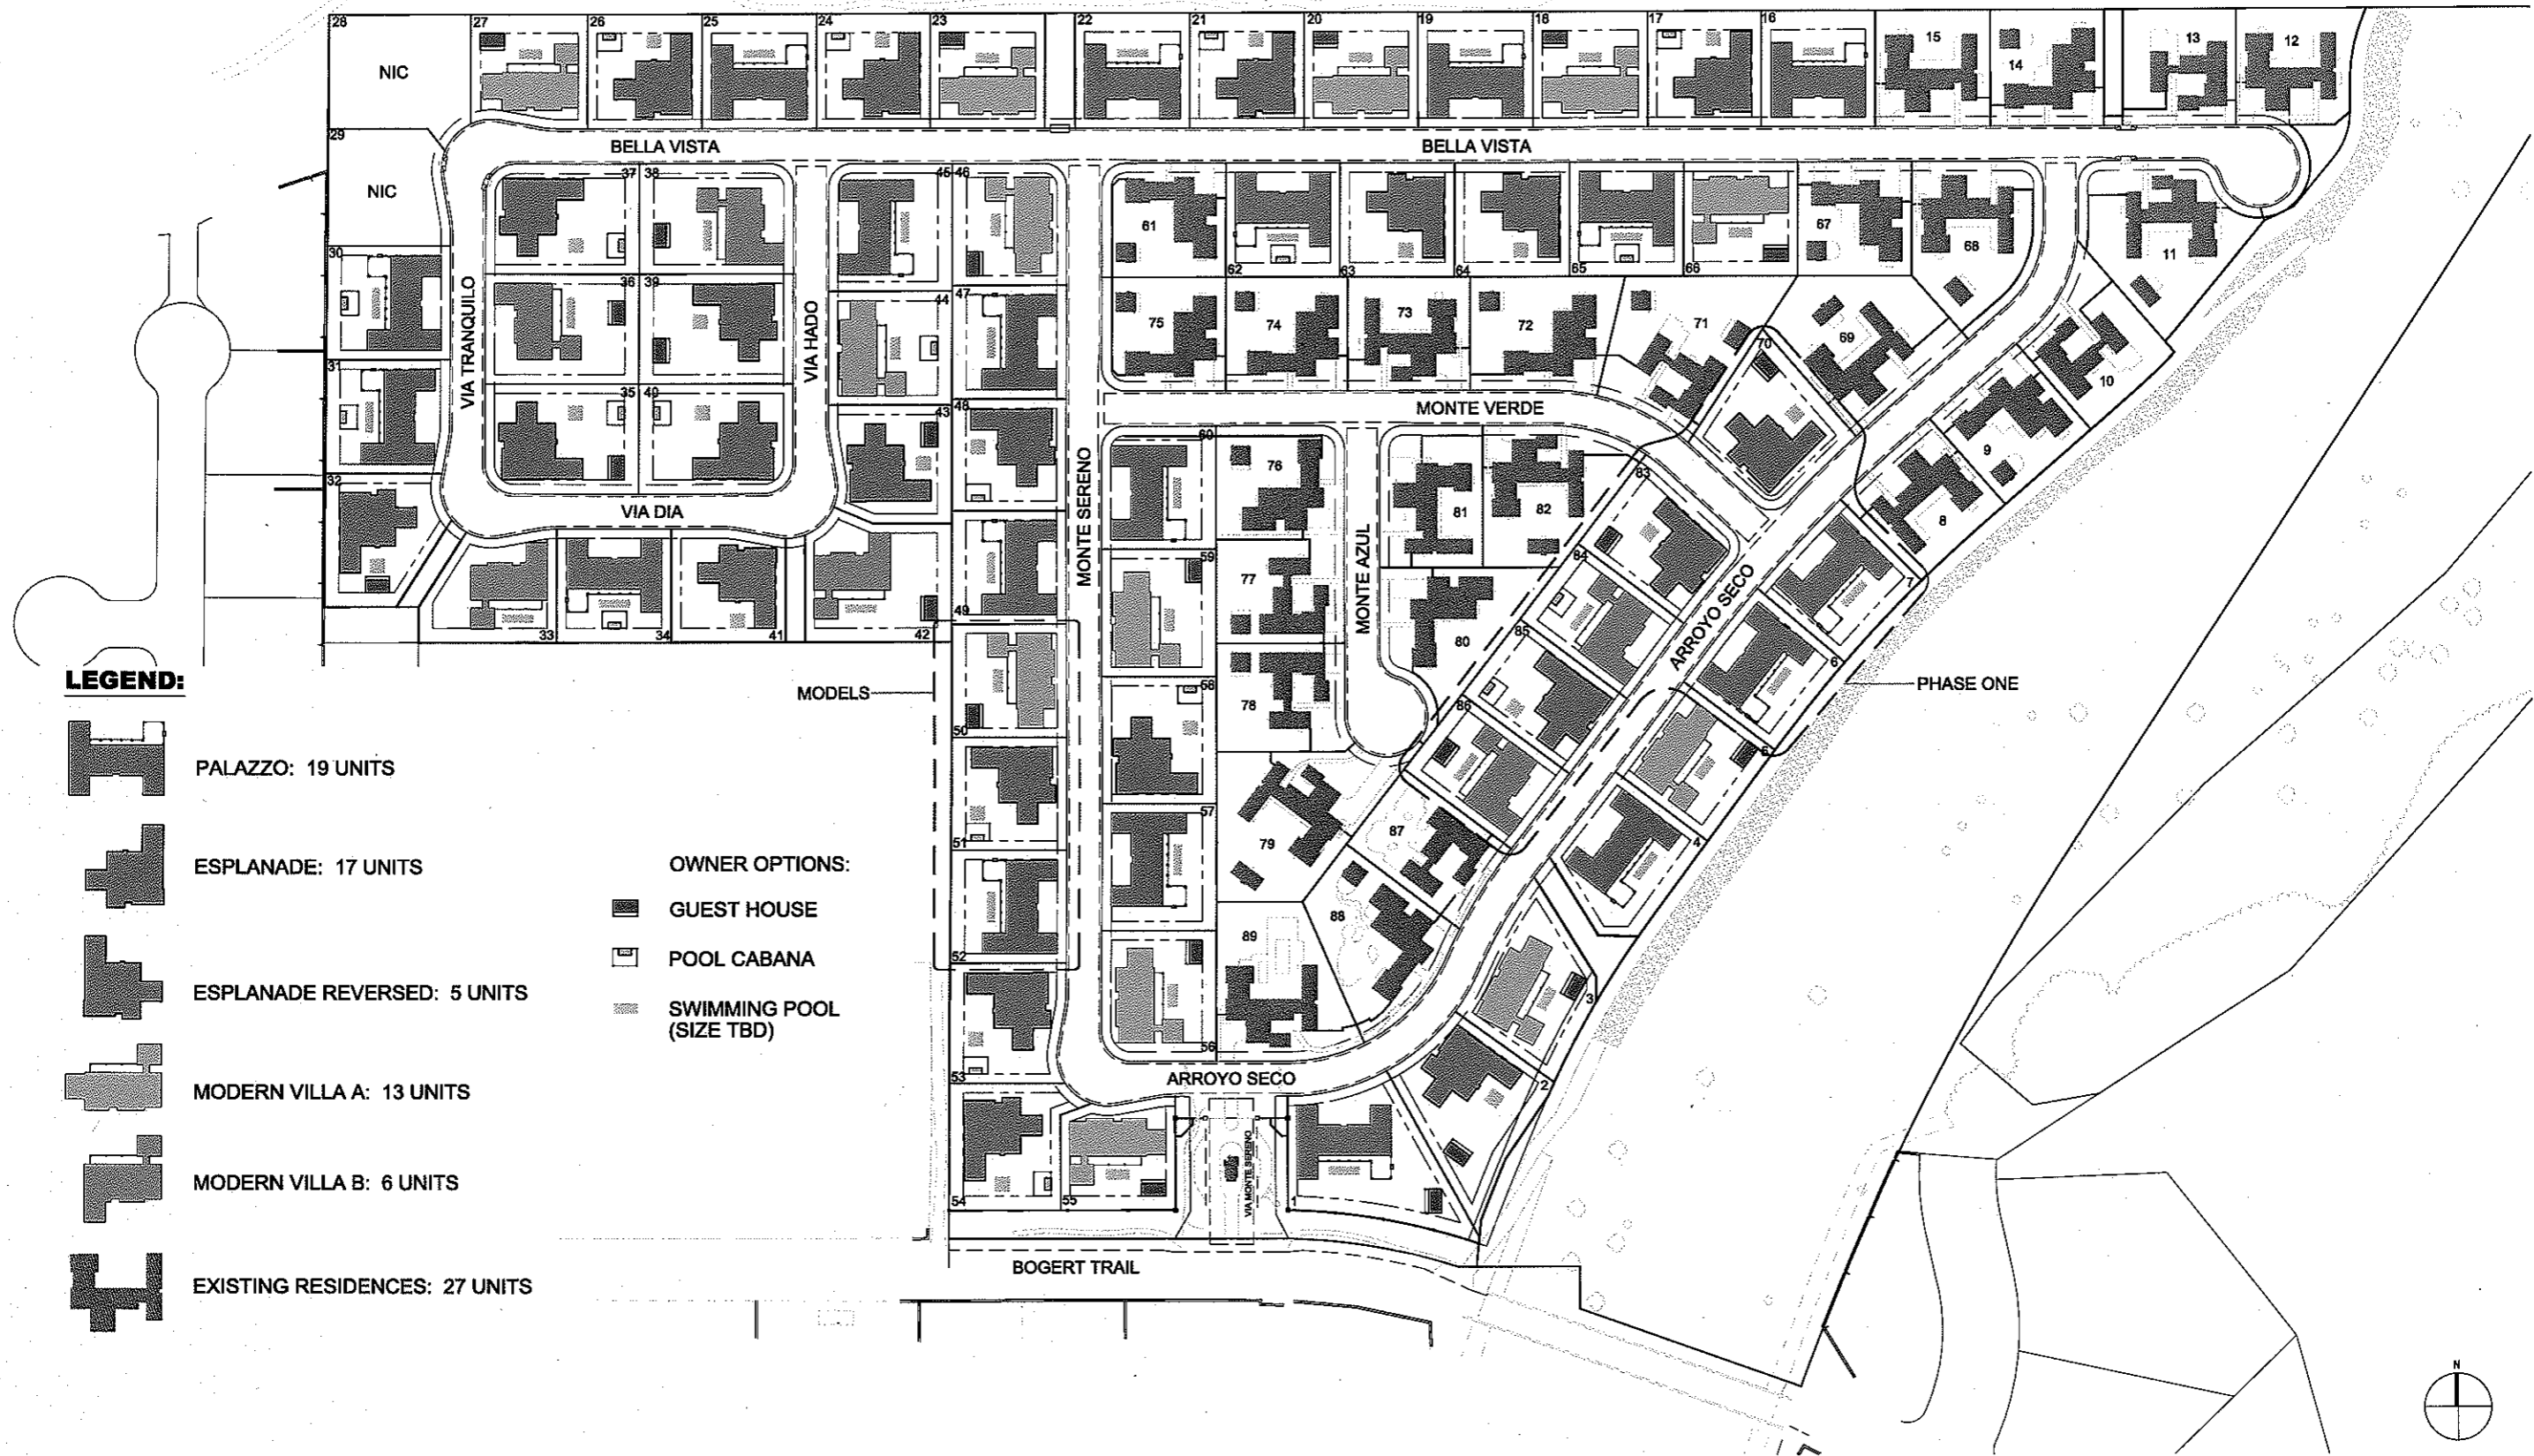 28 27 26 25 24 23 22 21 20 19 18 17 16
15 14 13 12
NIC
29
BELLA VISTA BELLA VISTA
NIC
37 38 45 46
61 67 68 11
30
62 63 64 65 66
36 39 44 47
VIA TRANQUILO
VIA HADO
75 74 73 72 71 69 10
70
31
35 40 43 48
MONTE VERDE
60
76 81 82 9
83
32
VIA DIA
MONTE SERENO
MONTE AZUL
8
59 84
77 7
ARROYO SECO
33 34 41 42 49
80 85
6
LEGEND:
MODELS
58
78 86
PHASE ONE
50 5
PALAZZO: 19 UNITS
57
87
51 79 4
ESPLANADE: 17 UNITS
OWNER OPTIONS:
GUEST HOUSE
88
89
52
POOL CABANA
ESPLANADE REVERSED: 5 UNITS
3
SWIMMING POOL
(SIZE TBD)
56
53
ARROYO SECO
2
MODERN VILLA A: 13 UNITS
VIA MONTE SERENO
MODERN VILLA B: 6 UNITS
54 55 1
BOGERT TRAIL
EXISTING RESIDENCES: 27 UNITS
N